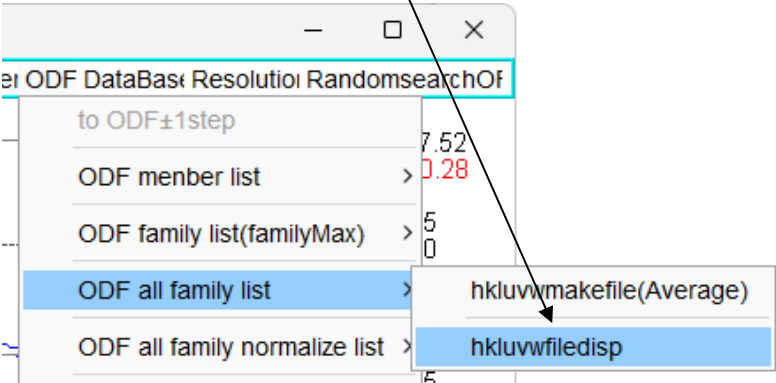 er ODF DataBase Resolution RandomsearchOF
to ODF±1step
7.52
ODF menber list
0.28
5
ODF family list(familyMax)
0
ODF all family list
hkluvwmakefile(Average)
ODF all family normalize list
hkluvwfiledisp
5